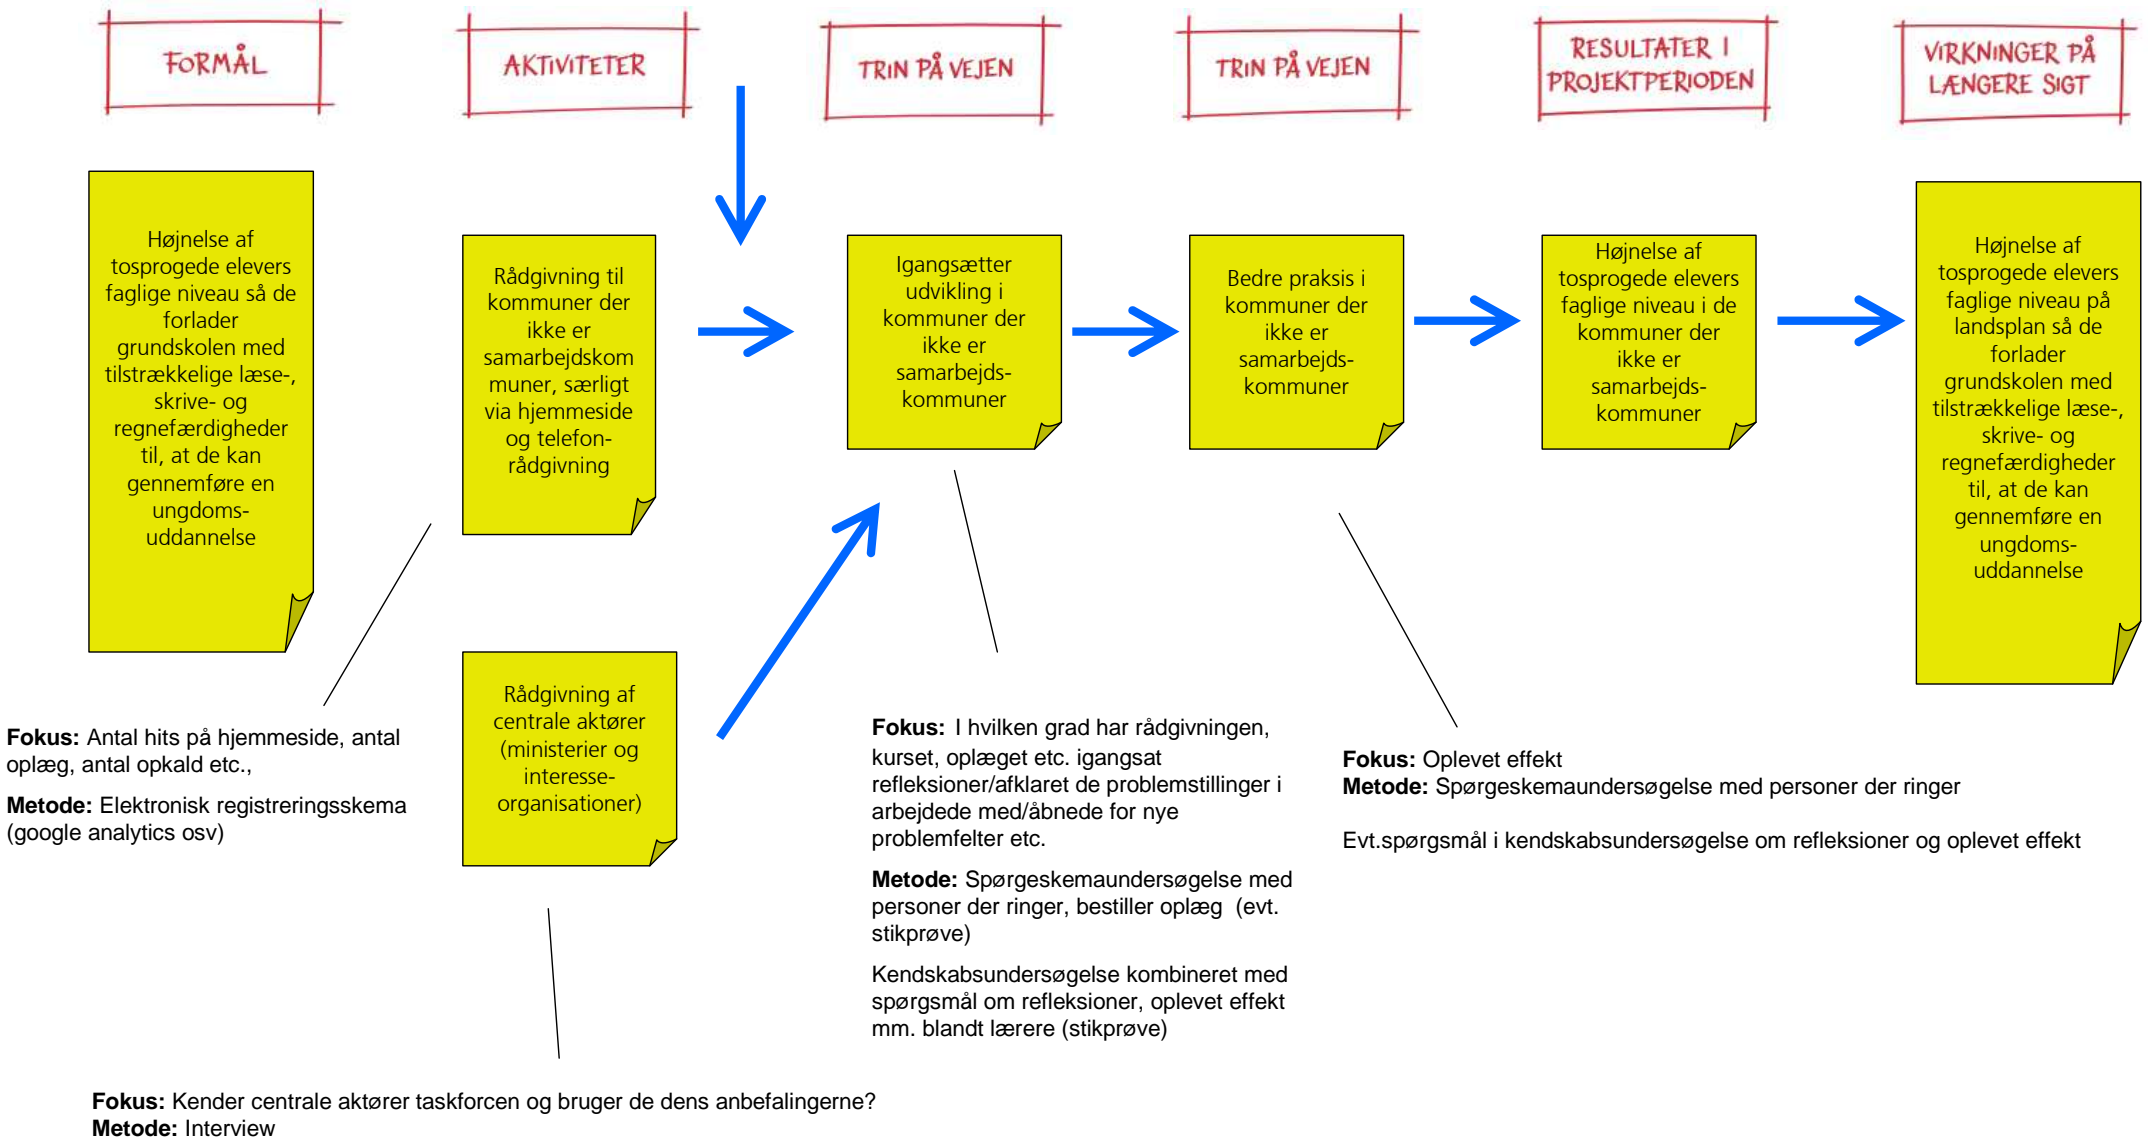 FORMÅL
AKTIVITETER
TRIN PÅ VEJEN
TRIN PÅ VEJEN
RESULTATER I
PROJEKTPERIODEN
VIRKNINGER PÅ
LÆNGERE SIGT
Højnelse af
tosprogede elevers
faglige niveau så de
forlader
grundskolen med
tilstrækkelige læse-,
skrive- og
regnefærdigheder
til, at de kan
gennemføre en
ungdoms-
uddannelse
Rådgivning til
kommuner der
ikke er
samarbejdskom
muner, særligt
via hjemmeside
og telefon-
rådgivning
Igangsætter
udvikling i
kommuner der
ikke er
samarbejds-
kommuner
Bedre praksis i
kommuner der
ikke er
samarbejds-
kommuner
Højnelse af
tosprogede elevers
faglige niveau i de
kommuner der
ikke er
samarbejds-
kommuner
Højnelse af
tosprogede elevers
faglige niveau på
landsplan så de
forlader
grundskolen med
tilstrækkelige læse-,
skrive- og
regnefærdigheder
til, at de kan
gennemføre en
ungdoms-
uddannelse
Rådgivning af
centrale aktører
(ministerier og
interesse-
organisationer)
Fokus: Antal hits på hjemmeside, antal
oplæg, antal opkald etc.,
Metode: Elektronisk registreringsskema
(google analytics osv)
Fokus: I hvilken grad har rådgivningen,
kurset, oplæget etc. igangsat
refleksioner/afklaret de problemstillinger i
arbejdede med/åbnede for nye
problemfelter etc.
Metode: Spørgeskemaundersøgelse med
personer der ringer, bestiller oplæg (evt.
stikprøve)
Kendskabsundersøgelse kombineret med
spørgsmål om refleksioner, oplevet effekt
mm. blandt lærere (stikprøve)
Fokus: Oplevet effekt
Metode: Spørgeskemaundersøgelse med personer der ringer
Evt.spørgsmål i kendskabsundersøgelse om refleksioner og oplevet effekt
Fokus: Kender centrale aktører taskforcen og bruger de dens anbefalingerne?
Metode: Interview